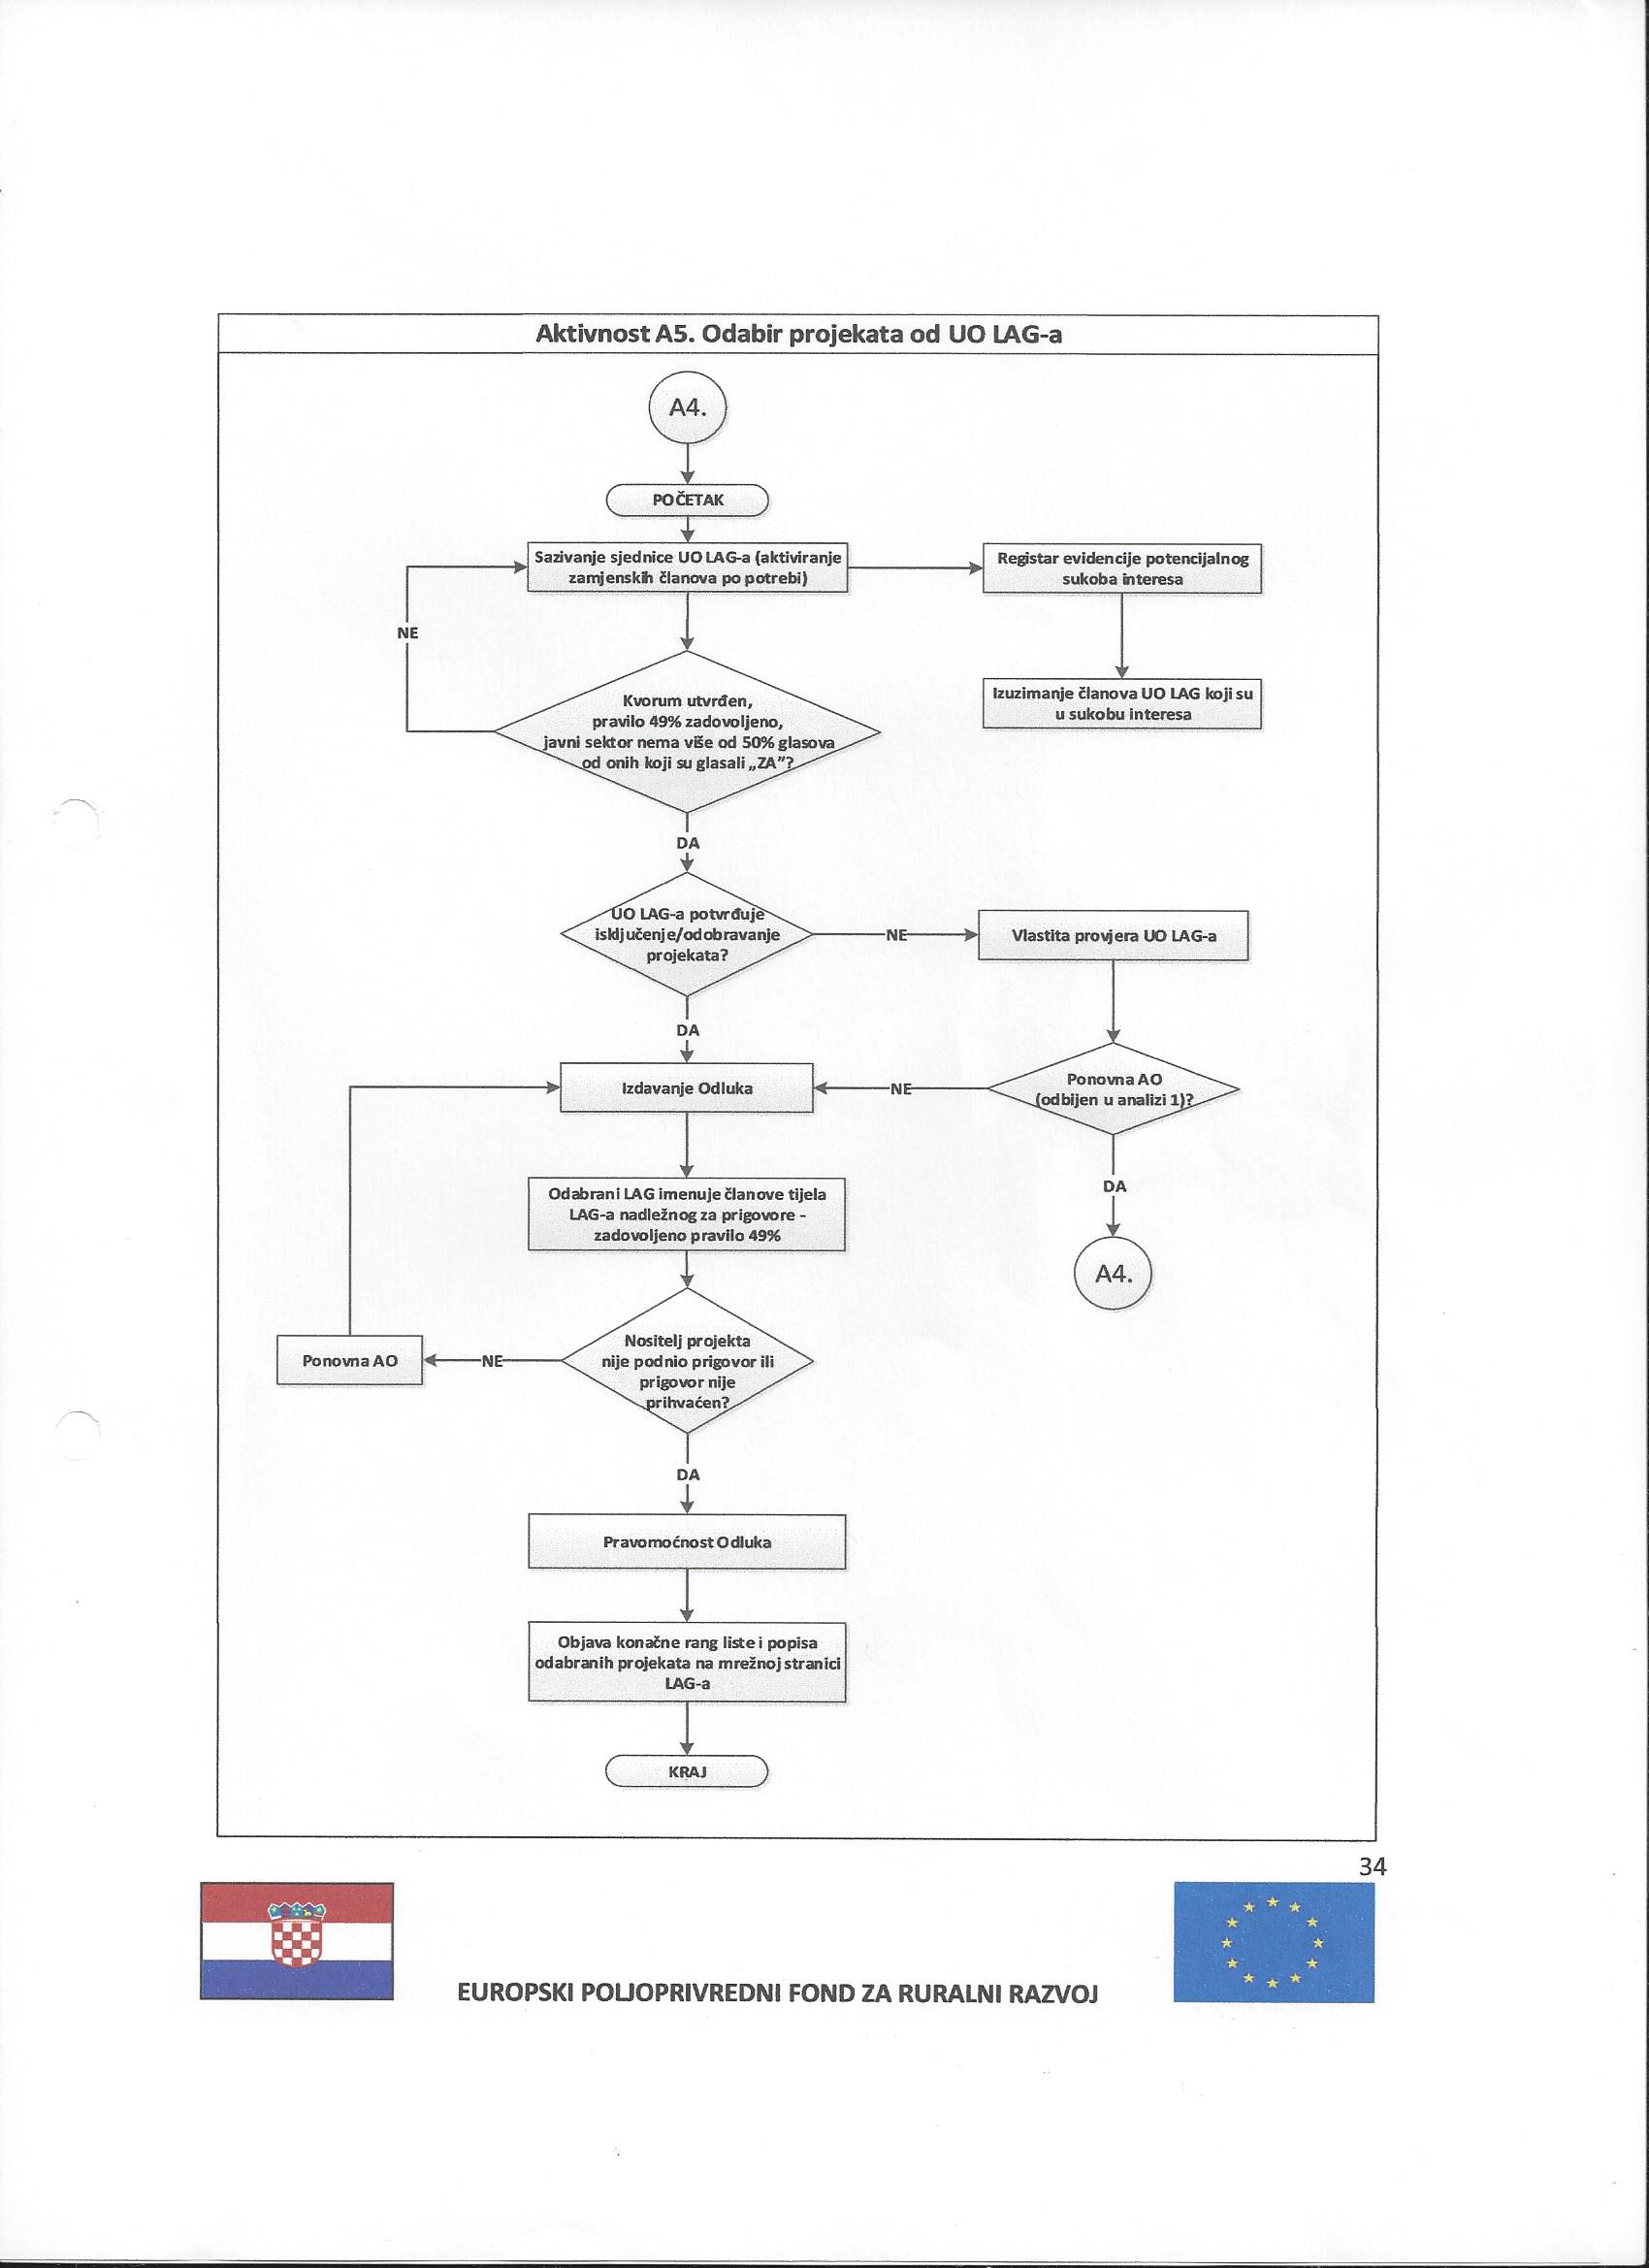 Aktivnost A5. Odabir projekata od UO LAG-a
A4.
POČETAK
Sazivanje sjednice UO LAG-a (aktiviranje
zamjenskih članova po potrebi)
Registar evidencije potencijalnog
sukoba interesa
NE
Izuzimanje članova UO LAG koji su
u sukobu interesa
Kvorum utvrđen,
pravilo 49% zadovoljeno,
javni sektor nema više od 50% glasova
od onih koji su glasali „ZA”?
DA
UO LAG-a potvrđuje
isključenje/odobravanje
projekata?
NE
Vlastita provjera UO LAG-a
DA
Izdavanje Odluka
NE
Ponovna AO
(odbijen u analizi 1)?
DA
A4.
Odabrani LAG imenuje članove tijela
LAG-a nadležnog za prigovore -
zadovoljeno pravilo 49%
Nositelj projekta
nije podnio prigovor ili
prigovor nije
prihvaćen?
NE
Ponovna AO
DA
Pravomoćnost Odluka
Objava konačne rang liste i popisa
odabranih projekata na mrežnoj stranici
LAG-a
KRAJ
34
EUROPSKI POLJOPRIVREDNI FOND ZA RURALNI RAZVOJ